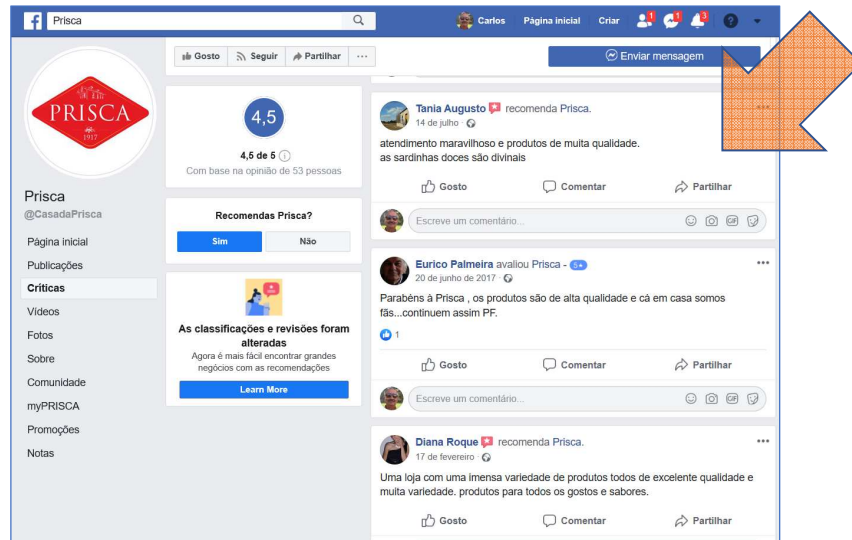 Prisca
Carlos Página inicial Criar 1 1 3
PRISCA
1917
Prisca
@CasadaPrisca
Página inicial
Publicações
Críticas
Vídeos
Fotos
Sobre
Comunidade
myPRISCA
Promoções
Notas
Gosto Seguir Partilhar ...
Enviar mensagem
4,5
4,5 de 5
Com base na opinião de 53 pessoas
Recomendas Prisca?
Sim Não
As classificações e revisões foram
alteradas
Agora é mais fácil encontrar grandes
negócios com as recomendações
Learn More
Tania Augusto recomenda Prisca.
14 de julho ·
atendimento maravilhoso e produtos de muita qualidade.
as sardinhas doces são divinais
Gosto Comentar Partilhar
Escreve um comentário... GIF
Eurico Palmeira avaliou Prisca - 5★
20 de junho de 2017 ·
Parabéns à Prisca , os produtos são de alta qualidade e cá em casa somos
fãs...continuem assim PF.
1
Gosto Comentar Partilhar
Escreve um comentário... GIF
Diana Roque recomenda Prisca.
17 de fevereiro ·
Uma loja com uma imensa variedade de produtos todos de excelente qualidade e
muita variedade. produtos para todos os gostos e sabores.
Gosto Comentar Partilhar